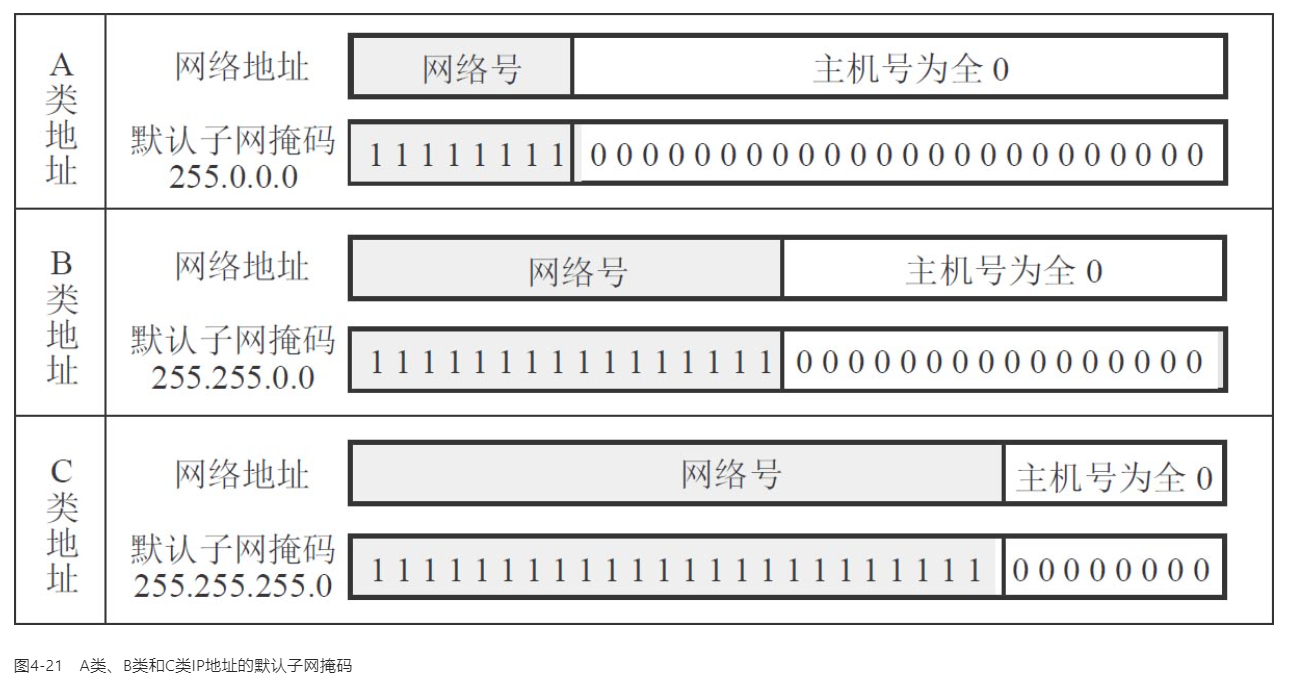 A类地址
网络地址
网络号 主机号为全 0
默认子网掩码
255.0.0.0
1 1 1 1 1 1 1 1 0 0 0 0 0 0 0 0 0 0 0 0 0 0 0 0 0 0 0 0 0 0 0 0
B类地址
网络地址
网络号 主机号为全 0
默认子网掩码
255.255.0.0
1 1 1 1 1 1 1 1 1 1 1 1 1 1 1 1 0 0 0 0 0 0 0 0 0 0 0 0 0 0 0 0
C类地址
网络地址
网络号 主机号为全 0
默认子网掩码
255.255.255.0
1 1 1 1 1 1 1 1 1 1 1 1 1 1 1 1 1 1 1 1 1 1 1 1 0 0 0 0 0 0 0 0
图4-21 A类、B类和C类IP地址的默认子网掩码